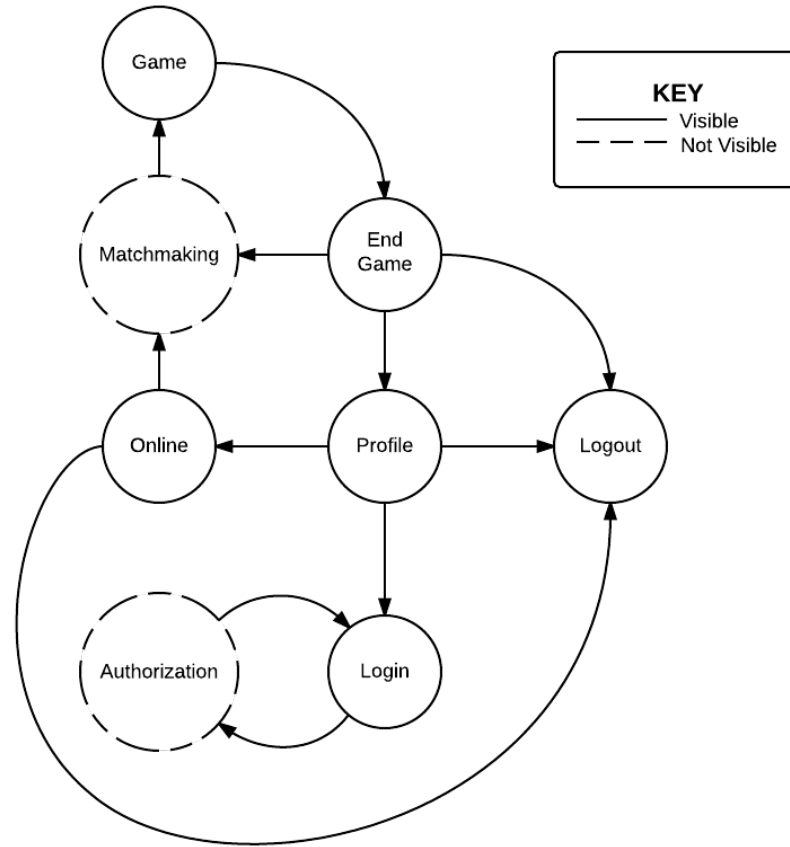 Game
KEY
Visible
Not Visible
End
Game
Matchmaking
Online
Profile
Logout
Authorization
Login